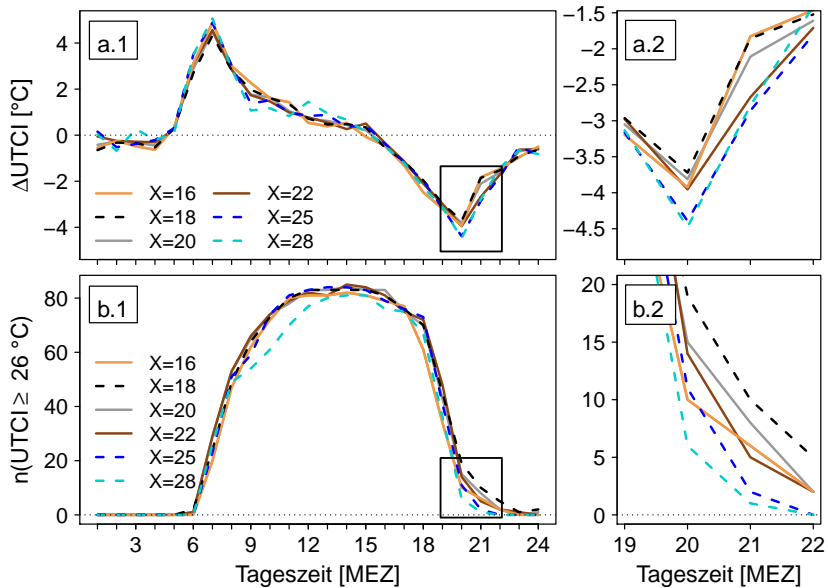 a.1
ΔUTCI [°C]
4
2
0
−2
−4
X=16
X=18
X=20
X=22
X=25
X=28
a.2
−1.5
−2
−2.5
−3
−3.5
−4
−4.5
b.1
n(UTCI ≥ 26 °C)
80
60
40
20
0
X=16
X=18
X=20
X=22
X=25
X=28
3 6 9 12 15 18 21 24
Tageszeit [MEZ]
b.2
20
15
10
5
0
19 20 21 22
Tageszeit [MEZ]